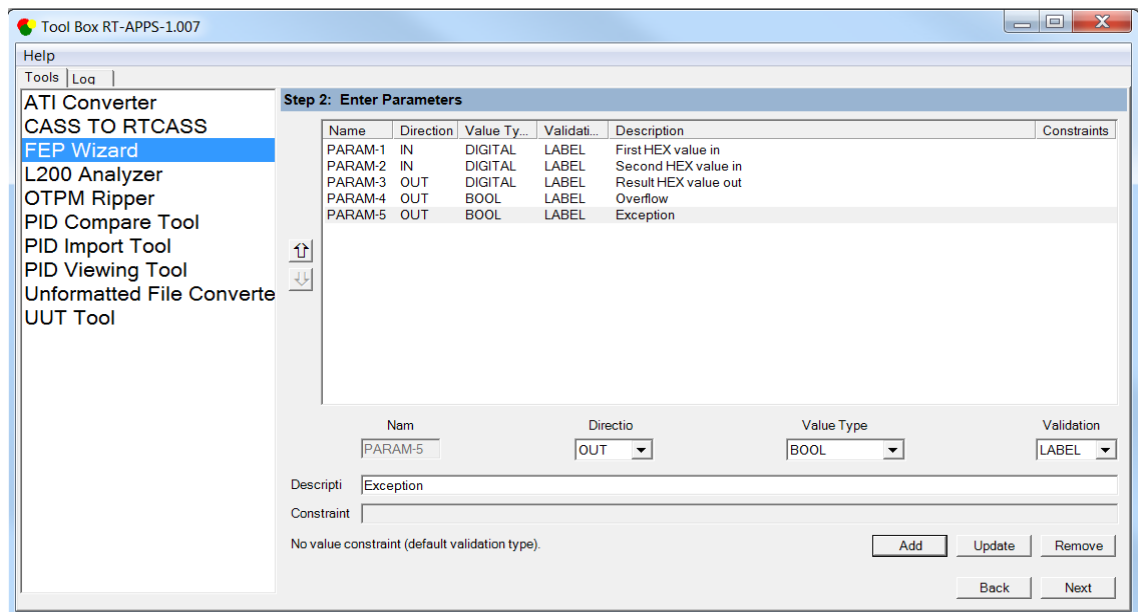 Tool Box RT-APPS-1.007
Help
Tools Log
ATI Converter
CASS TO RTCASS
FEP Wizard
L200 Analyzer
OTPM Ripper
PID Compare Tool
PID Import Tool
PID Viewing Tool
Unformatted File Converte
UUT Tool
Step 2: Enter Parameters
Name Direction Value Ty... Validati... Description Constraints
PARAM-1 IN DIGITAL LABEL First HEX value in
PARAM-2 IN DIGITAL LABEL Second HEX value in
PARAM-3 OUT DIGITAL LABEL Result HEX value out
PARAM-4 OUT BOOL LABEL Overflow
PARAM-5 OUT BOOL LABEL Exception
Nam Directio Value Type Validation
PARAM-5 OUT BOOL LABEL
Descripti Exception
Constraint
No value constraint (default validation type). Add Update Remove
Back Next